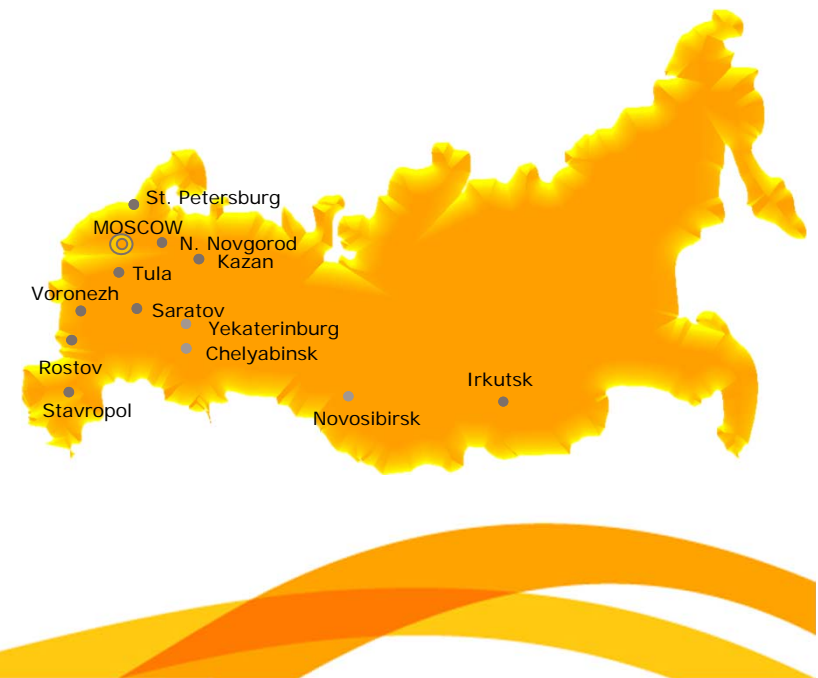 St. Petersburg
MOSCOW
N. Novgorod
Kazan
Tula
Voronezh
Saratov
Yekaterinburg
Chelyabinsk
Rostov
Irkutsk
Stavropol
Novosibirsk